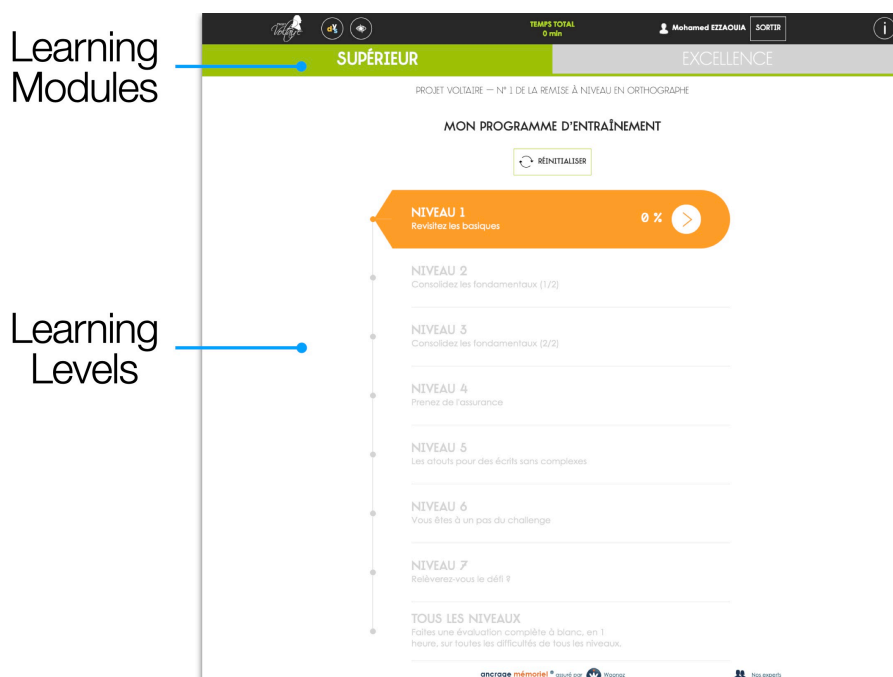 Learning
Modules
Learning
Levels
Voltaire
TEMPS TOTAL
0 min
Mohamed EZZAOUIA
SORTIR
i
SUPÉRIEUR
EXCELLENCE
PROJET VOLTAIRE — N° 1 DE LA REMISE À NIVEAU EN ORTHOGRAPHE
MON PROGRAMME D'ENTRAÎNEMENT
RÉINITIALISER
NIVEAU 1
Revisitez les basiques
0 %
NIVEAU 2
Consolidez les fondamentaux (1/2)
NIVEAU 3
Consolidez les fondamentaux (2/2)
NIVEAU 4
Prenez de l'assurance
NIVEAU 5
Les atouts pour des écrits sans complexes
NIVEAU 6
Vous êtes à un pas du challenge
NIVEAU 7
Relèverez-vous le défi ?
TOUS LES NIVEAUX
Faites une évaluation complète à blanc, en 1
heure, sur toutes les difficultés de tous les niveaux.
ancrage mémoriel ® assuré par Woonoz
Nos experts